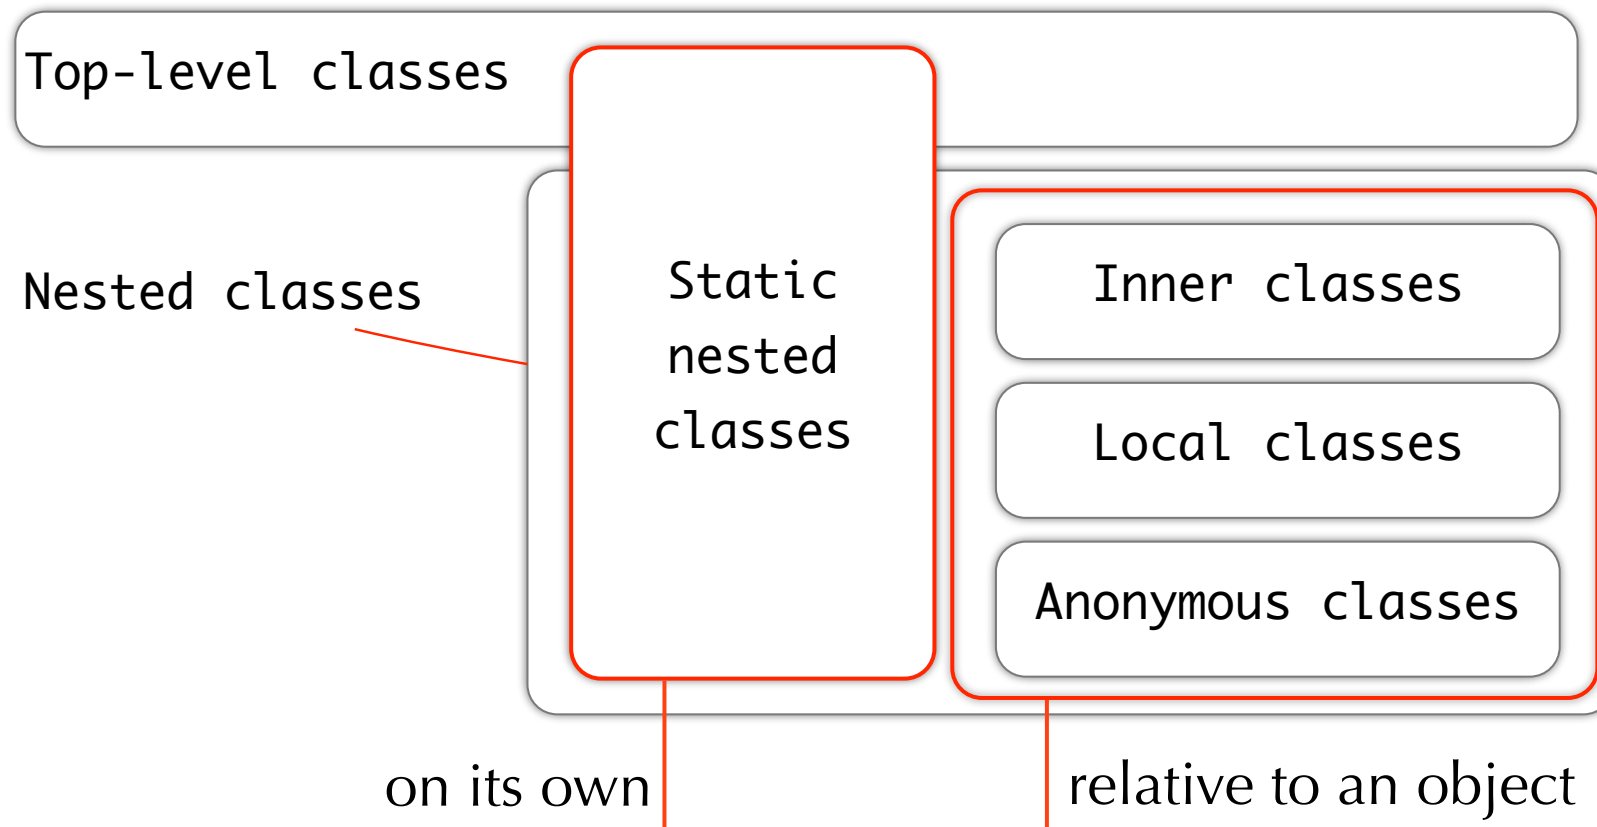 Top-level classes
Nested classes
Static
nested
classes
Inner classes
Local classes
Anonymous classes
on its own
relative to an object